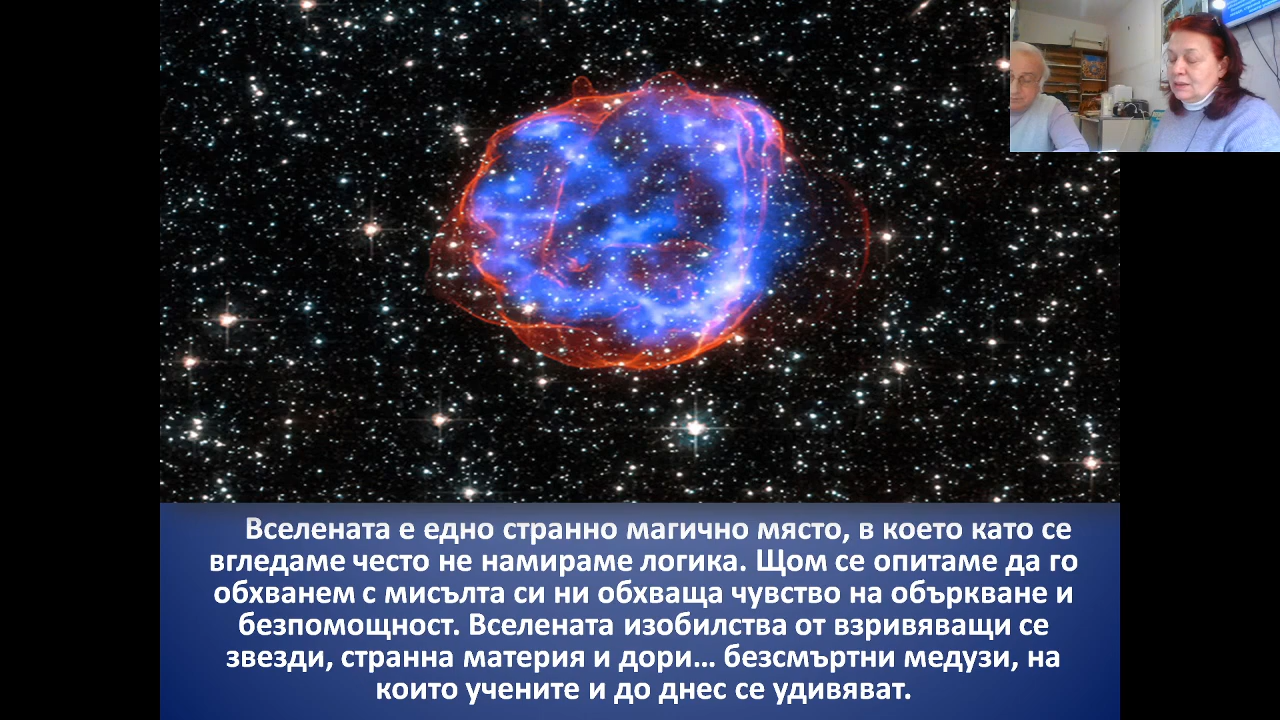 Вселената е едно странно магично място, в което като се
вгледаме често не намираме логика. Щом се опитаме да го
обхванем с мисълта си ни обхваща чувство на объркване и
безпомощност. Вселената изобилства от взривяващи се
звезди, странна материя и дори... безсмъртни медузи, на
които учените и до днес се удивяват.